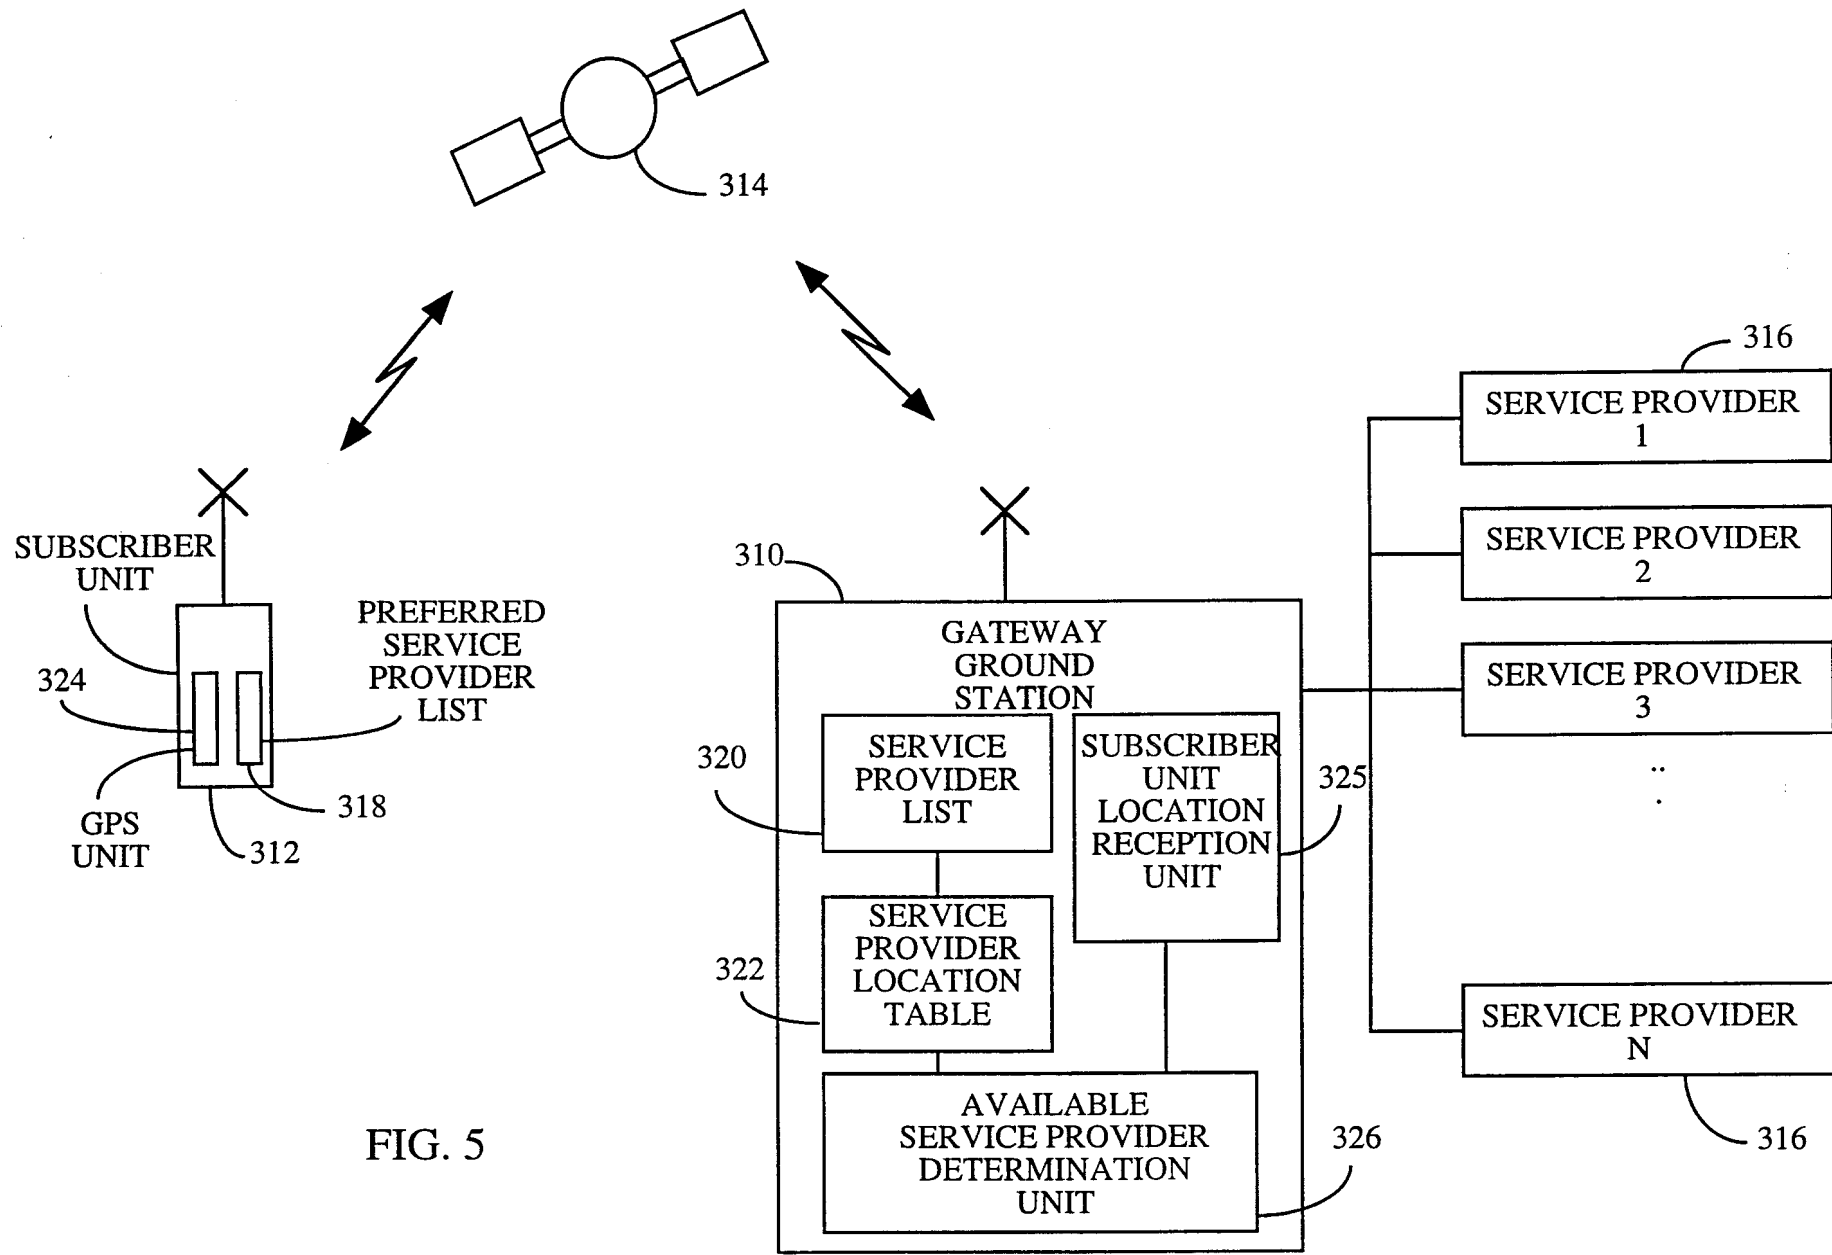 314
316
SERVICE PROVIDER
1
SERVICE PROVIDER
2
SERVICE PROVIDER
3
SERVICE PROVIDER
N
316
SUBSCRIBER
UNIT
PREFERRED
SERVICE
PROVIDER
LIST
324
318
GPS
UNIT
312
310
GATEWAY
GROUND
STATION
320
SERVICE
PROVIDER
LIST
SUBSCRIBER
UNIT
LOCATION
RECEPTION
UNIT
325
322
SERVICE
PROVIDER
LOCATION
TABLE
AVAILABLE
SERVICE PROVIDER
DETERMINATION
UNIT
326
FIG. 5